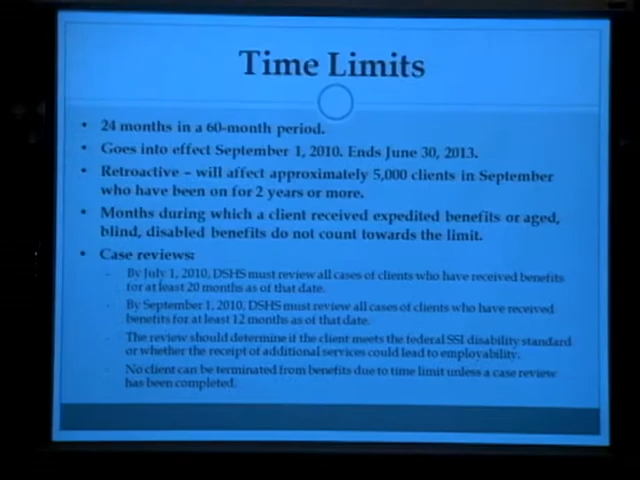 Time Limits
• 24 months in a 60-month period.
• Goes into effect September 1, 2010. Ends June 30, 2013.
• Retroactive – will affect approximately 5,000 clients in September
who have been on for 2 years or more.
• Months during which a client received expedited benefits or aged,
blind, disabled benefits do not count towards the limit.
• Case reviews:
- By July 1, 2010, DSHS must review all cases of clients who have received benefits
for at least 20 months as of that date.
- By September 1, 2010, DSHS must review all cases of clients who have received
benefits for at least 12 months as of that date.
- The review should determine if the client meets the federal SSI disability standard
or whether the receipt of additional services could lead to employability.
- No client can be terminated from benefits due to time limit unless a case review
has been completed.